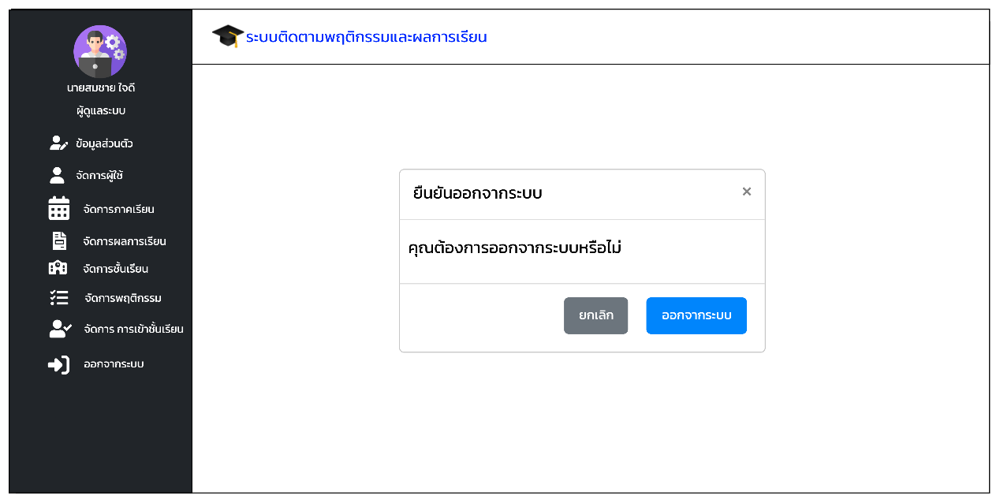 ระบบติดตามพฤติกรรมและผลการเรียน
นายสมชาย ใจดี
ผู้ดูแลระบบ
ข้อมูลส่วนตัว
จัดการผู้ใช้
จัดการภาคเรียน
จัดการผลการเรียน
จัดการชั้นเรียน
จัดการพฤติกรรม
จัดการ การเข้าชั้นเรียน
ออกจากระบบ
ยืนยันออกจากระบบ ×
คุณต้องการออกจากระบบหรือไม่
ยกเลิก ออกจากระบบ